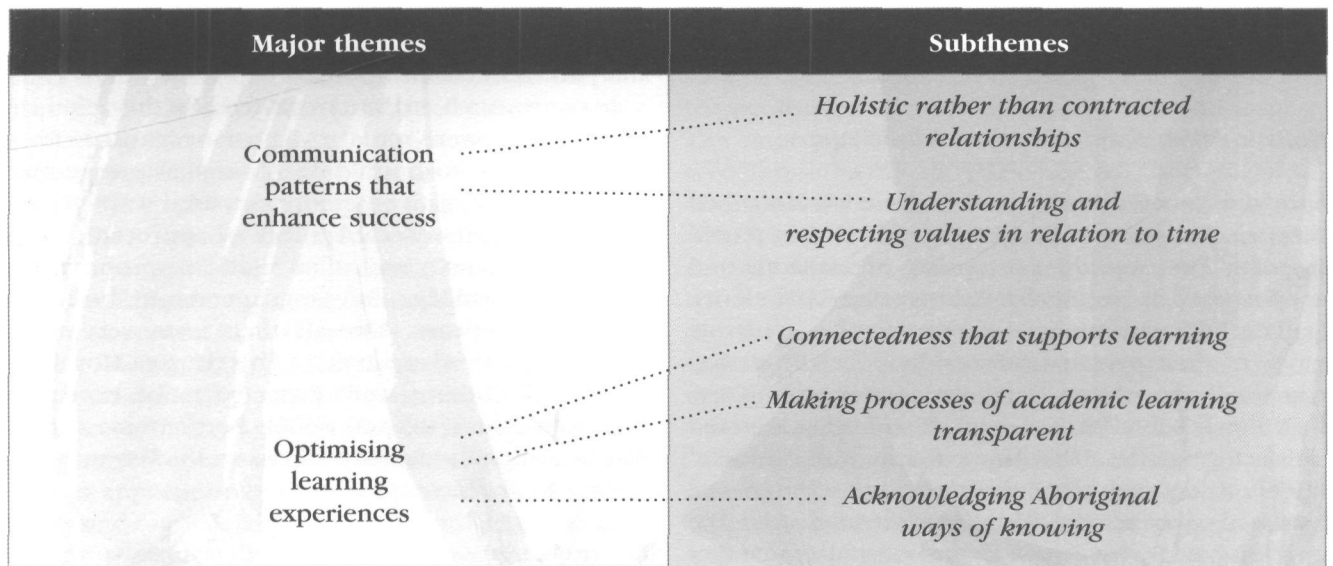 Major themes
Subthemes
Communication
patterns that
enhance success
Holistic rather than contracted
relationships
Understanding and
respecting values in relation to time
Optimising
learning
experiences
Connectedness that supports learning
Making processes of academic learning
transparent
Acknowledging Aboriginal
ways of knowing